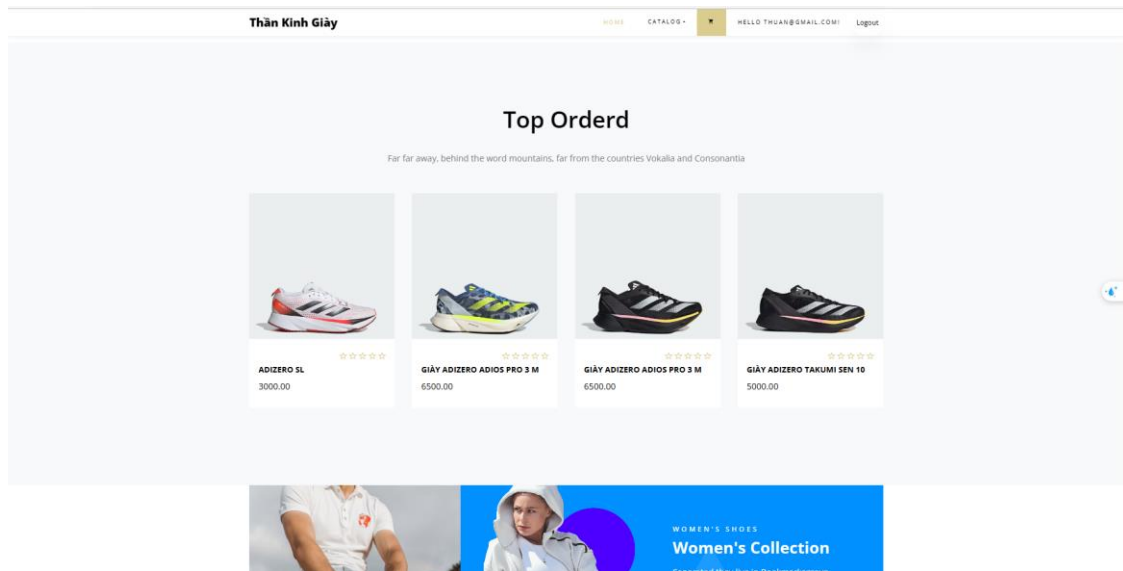 Thần Kinh Giày
HOME CATALOG HELLO THUAN@GMAIL.COM! Logout
Top Orderd
Far far away, behind the word mountains, far from the countries Vokalia and Consonantia
ADIZERO SL
3000.00
GIÀY ADIZERO ADIOS PRO 3 M
6500.00
GIÀY ADIZERO ADIOS PRO 3 M
6500.00
GIÀY ADIZERO TAKUMI SEN 10
5000.00
WOMEN'S SHOES
Women's Collection